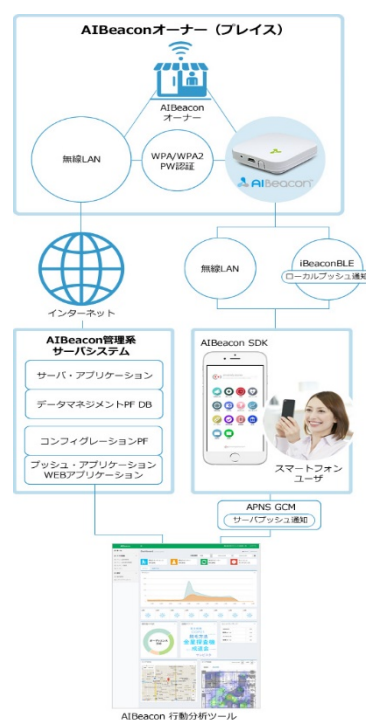 AIBeaconオーナー（プレイス）
AIBeacon
オーナー
無線LAN
WPA/WPA2
PW認証
AIBeacon
無線LAN
iBeaconBLE
ローカルプッシュ通知
インターネット
AIBeacon管理系
サーバシステム
サーバ・アプリケーション
データマネジメントPF DB
コンフィグレーションPF
プッシュ・アプリケーション
WEBアプリケーション
AIBeacon SDK
スマートフォン
ユーザ
APNS GCM
サーバプッシュ通知
AIBeacon 行動分析ツール